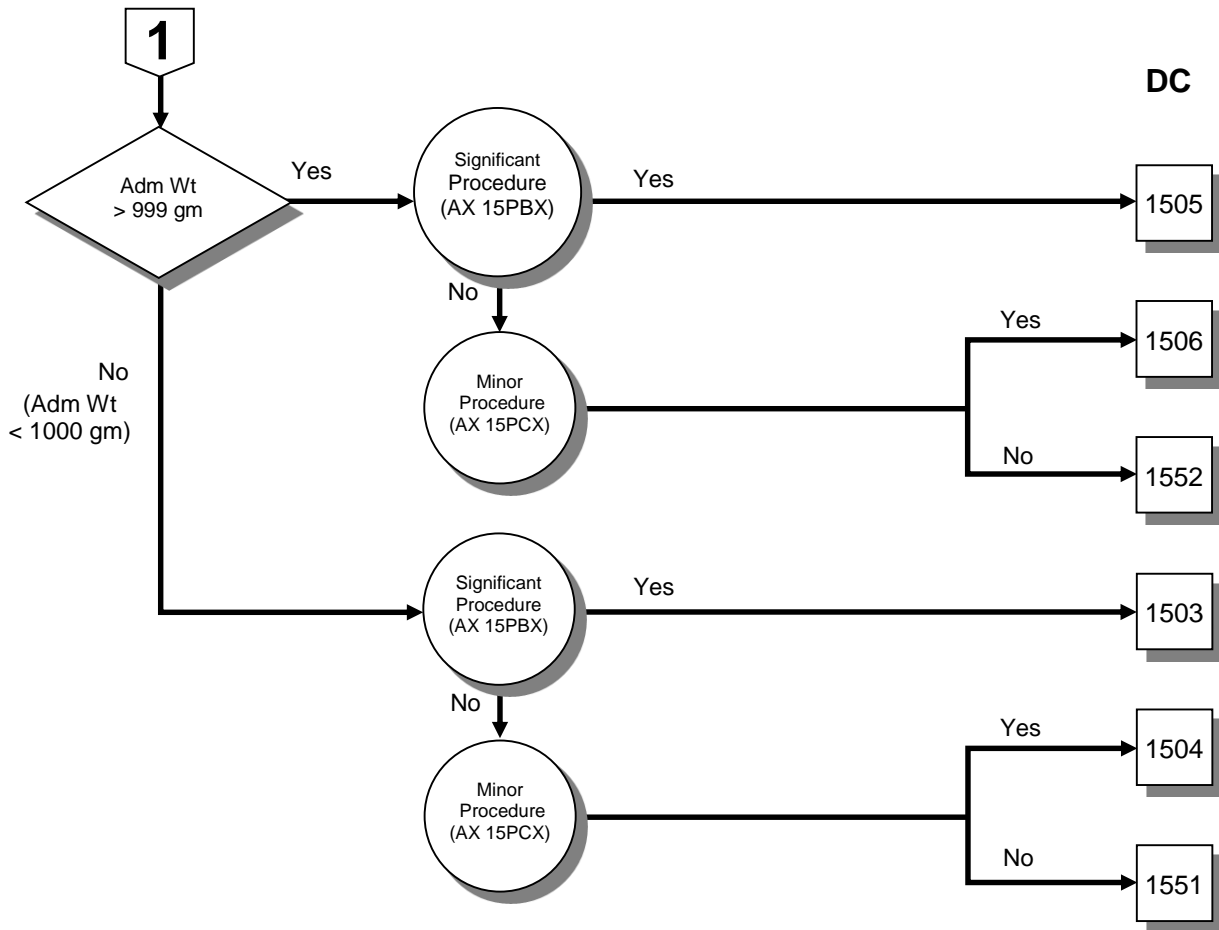 1
DC
Adm Wt
> 999 gm
Yes
Significant
Procedure
(AX 15PBX)
Yes
1505
No
Minor
Procedure
(AX 15PCX)
Yes
1506
No
1552
No
(Adm Wt
< 1000 gm)
Significant
Procedure
(AX 15PBX)
Yes
1503
No
Minor
Procedure
(AX 15PCX)
Yes
1504
No
1551